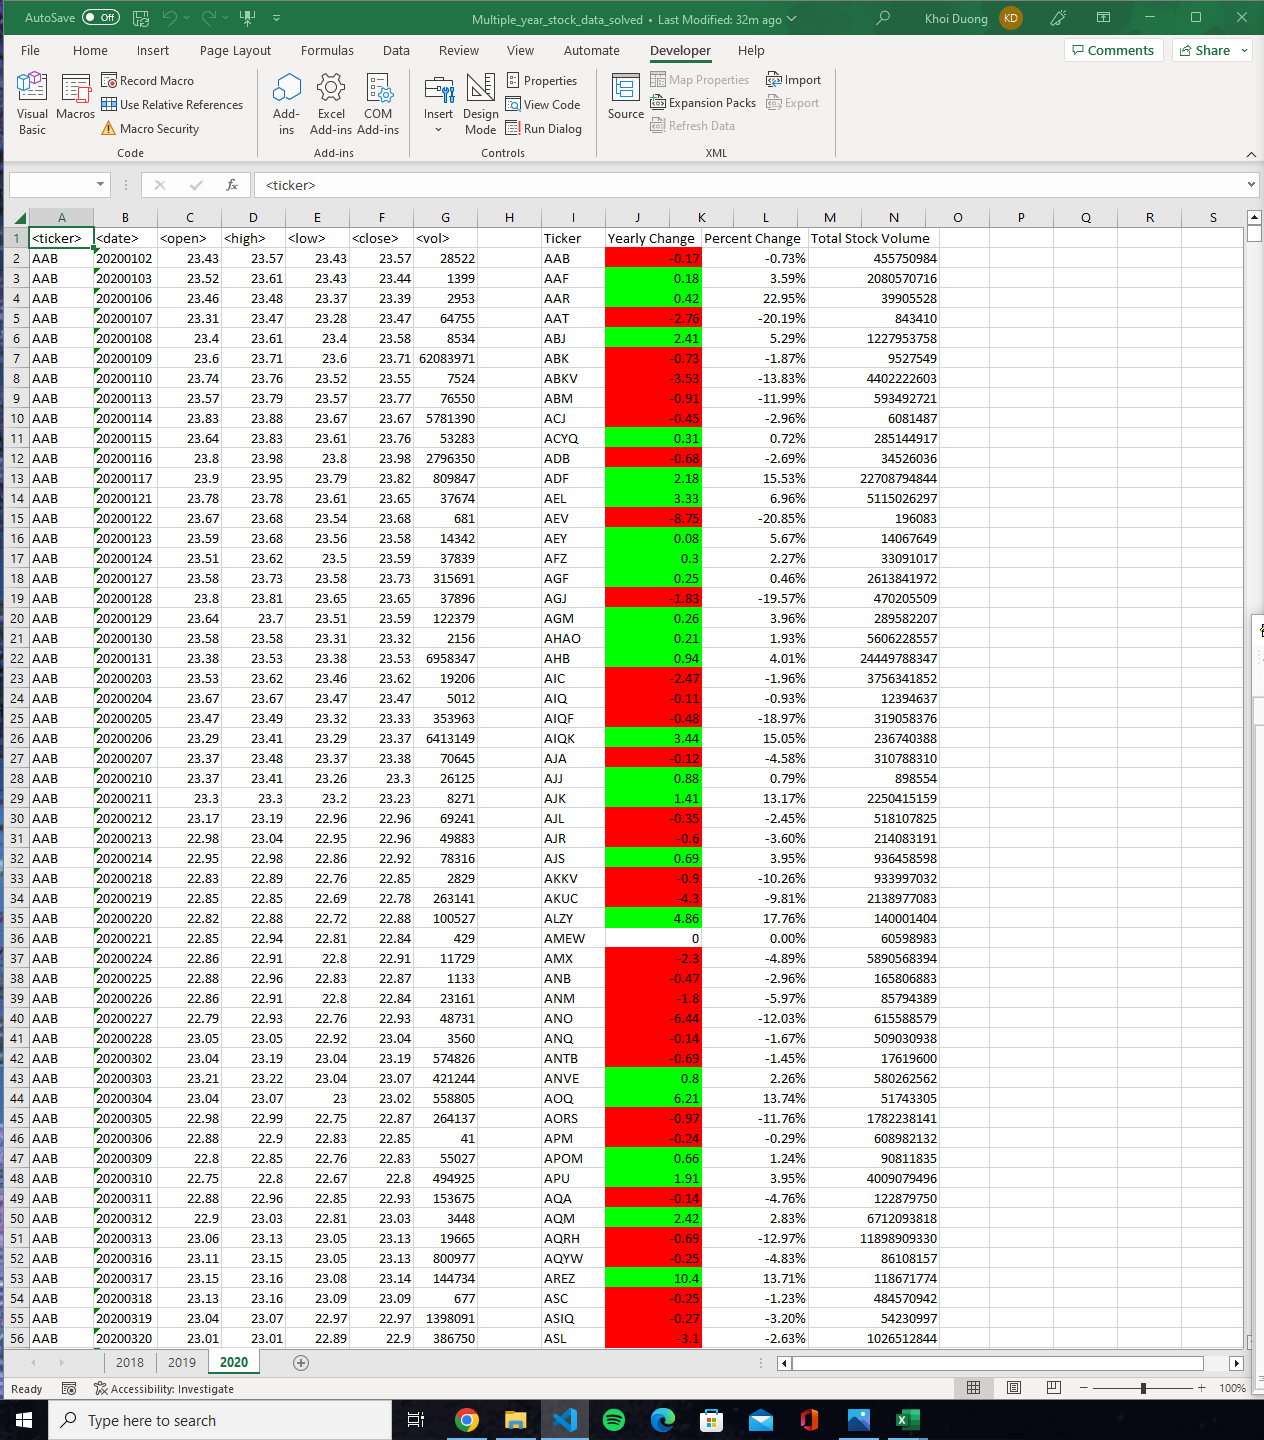 AutoSave Off Multiple_year_stock_data_solved • Last Modified: 32m ago Khoi Duong KD
File Home Insert Page Layout Formulas Data Review View Automate Developer Help Comments Share
Visual Basic Macros Record Macro Use Relative References Macro Security Add-ins Excel Add-ins COM Add-ins Insert Design Mode Properties View Code Run Dialog Source Map Properties Expansion Packs Refresh Data Import Export
Code Add-ins Controls XML
fx <ticker>
A B C D E F G H I J K L M N O P Q R S
1 <ticker> <date> <open> <high> <low> <close> <vol> Ticker Yearly Change Percent Change Total Stock Volume
2 AAB 20200102 23.43 23.57 23.43 23.57 28522 AAB -0.17 -0.73% 455750984
3 AAB 20200103 23.52 23.61 23.43 23.44 1399 AAF 0.18 3.59% 2080570716
4 AAB 20200106 23.46 23.48 23.37 23.39 2953 AAR 0.42 22.95% 39905528
5 AAB 20200107 23.31 23.47 23.28 23.47 64755 AAT -2.76 -20.19% 843410
6 AAB 20200108 23.4 23.61 23.4 23.58 8534 ABJ 2.41 5.29% 1227953758
7 AAB 20200109 23.6 23.71 23.6 23.71 62083971 ABK -0.73 -1.87% 9527549
8 AAB 20200110 23.74 23.76 23.52 23.55 7524 ABKV -3.53 -13.83% 4402222603
9 AAB 20200113 23.57 23.79 23.57 23.77 76550 ABM -0.91 -11.99% 593492721
10 AAB 20200114 23.83 23.88 23.67 23.67 5781390 ACJ -0.45 -2.96% 6081487
11 AAB 20200115 23.64 23.83 23.61 23.76 53283 ACYQ 0.31 0.72% 285144917
12 AAB 20200116 23.8 23.98 23.8 23.98 2796350 ADB -0.68 -2.69% 34526036
13 AAB 20200117 23.9 23.95 23.79 23.82 809847 ADF 2.18 15.53% 22708794844
14 AAB 20200121 23.78 23.78 23.61 23.65 37674 AEL 3.33 6.96% 5115026297
15 AAB 20200122 23.67 23.68 23.54 23.68 681 AEV -8.75 -20.85% 196083
16 AAB 20200123 23.59 23.68 23.56 23.58 14342 AEY 0.08 5.67% 14067649
17 AAB 20200124 23.51 23.62 23.5 23.59 37839 AFZ 0.3 2.27% 33091017
18 AAB 20200127 23.58 23.73 23.58 23.73 315691 AGF 0.25 0.46% 2613841972
19 AAB 20200128 23.8 23.81 23.65 23.65 37896 AGJ -1.83 -19.57% 470205509
20 AAB 20200129 23.64 23.7 23.51 23.59 122379 AGM 0.26 3.96% 289582207
21 AAB 20200130 23.58 23.58 23.31 23.32 2156 AHAO 0.21 1.93% 5606228557
22 AAB 20200131 23.38 23.53 23.38 23.53 6958347 AHB 0.94 4.01% 24449788347
23 AAB 20200203 23.53 23.62 23.46 23.62 19206 AIC -2.47 -1.96% 3756341852
24 AAB 20200204 23.67 23.67 23.47 23.47 5012 AIQ -0.11 -0.93% 12394637
25 AAB 20200205 23.47 23.49 23.32 23.33 353963 AIQF -0.48 -18.97% 319058376
26 AAB 20200206 23.29 23.41 23.29 23.37 6413149 AIQK 3.44 15.05% 236740388
27 AAB 20200207 23.37 23.48 23.37 23.38 70645 AJA -0.12 -4.58% 310788310
28 AAB 20200210 23.37 23.41 23.26 23.3 26125 AJJ 0.88 0.79% 898554
29 AAB 20200211 23.3 23.3 23.2 23.23 8271 AJK 1.41 13.17% 2250415159
30 AAB 20200212 23.17 23.19 22.96 22.96 69241 AJL -0.35 -2.45% 518107825
31 AAB 20200213 22.98 23.04 22.95 22.96 49883 AJR -0.6 -3.60% 214083191
32 AAB 20200214 22.95 22.98 22.86 22.92 78316 AJS 0.69 3.95% 936458598
33 AAB 20200218 22.83 22.89 22.76 22.85 2829 AKKV -0.9 -10.26% 933997032
34 AAB 20200219 22.85 22.85 22.69 22.78 263141 AKUC -4.3 -9.81% 2138977083
35 AAB 20200220 22.82 22.88 22.72 22.88 100527 ALZY 4.86 17.76% 140001404
36 AAB 20200221 22.85 22.94 22.81 22.84 429 AMEW 0 0.00% 60598983
37 AAB 20200224 22.86 22.91 22.8 22.91 11729 AMX -2.3 -4.89% 5890568394
38 AAB 20200225 22.88 22.96 22.83 22.87 1133 ANB -0.47 -2.96% 165806883
39 AAB 20200226 22.86 22.91 22.8 22.84 23161 ANM -1.8 -5.97% 85794389
40 AAB 20200227 22.79 22.93 22.76 22.93 48731 ANO -6.44 -12.03% 615588579
41 AAB 20200228 23.05 23.05 22.92 23.04 3560 ANQ -0.14 -1.67% 509030938
42 AAB 20200302 23.04 23.19 23.04 23.19 574826 ANTB -0.69 -1.45% 17619600
43 AAB 20200303 23.21 23.22 23.04 23.07 421244 ANVE 0.8 2.26% 580262562
44 AAB 20200304 23.04 23.07 23 23.02 558805 AOQ 6.21 13.74% 51743305
45 AAB 20200305 22.98 22.99 22.75 22.87 264137 AORS -0.97 -11.76% 1782238141
46 AAB 20200306 22.88 22.9 22.83 22.85 41 APM -0.24 -0.29% 608982132
47 AAB 20200309 22.8 22.85 22.76 22.83 55027 APOM 0.66 1.24% 90811835
48 AAB 20200310 22.75 22.8 22.67 22.8 494925 APU 1.91 3.95% 4009079496
49 AAB 20200311 22.88 22.96 22.85 22.93 153675 AQA -0.14 -4.76% 122879750
50 AAB 20200312 22.9 23.03 22.81 23.03 3448 AQM 2.42 2.83% 6712093818
51 AAB 20200313 23.06 23.13 23.05 23.13 19665 AQRH -0.69 -12.97% 11898909330
52 AAB 20200316 23.11 23.15 23.05 23.13 800977 AQYW -0.25 -4.83% 86108157
53 AAB 20200317 23.15 23.16 23.08 23.14 144734 AREZ 10.4 13.71% 118671774
54 AAB 20200318 23.13 23.16 23.09 23.09 677 ASC -0.25 -1.23% 484570942
55 AAB 20200319 23.04 23.07 22.97 22.97 1398091 ASIQ -0.27 -3.20% 54230997
56 AAB 20200320 23.01 23.01 22.89 22.9 386750 ASL -3.1 -2.63% 1026512844
2018 2019 2020
Ready Accessibility: Investigate 100%
Type here to search